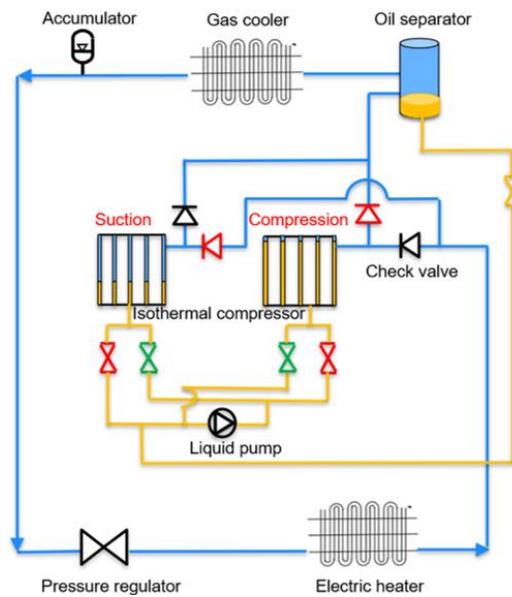 Accumulator
Gas cooler
Oil separator
Suction
Compression
Check valve
Isothermal compressor
Liquid pump
Pressure regulator
Electric heater